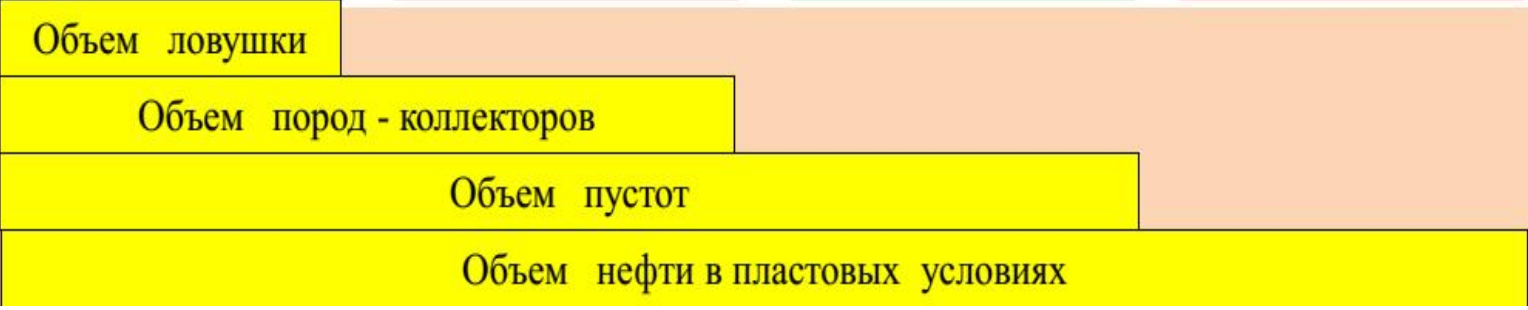 Объем ловушки
Объем пород - коллекторов
Объем пустот
Объем нефти в пластовых условиях